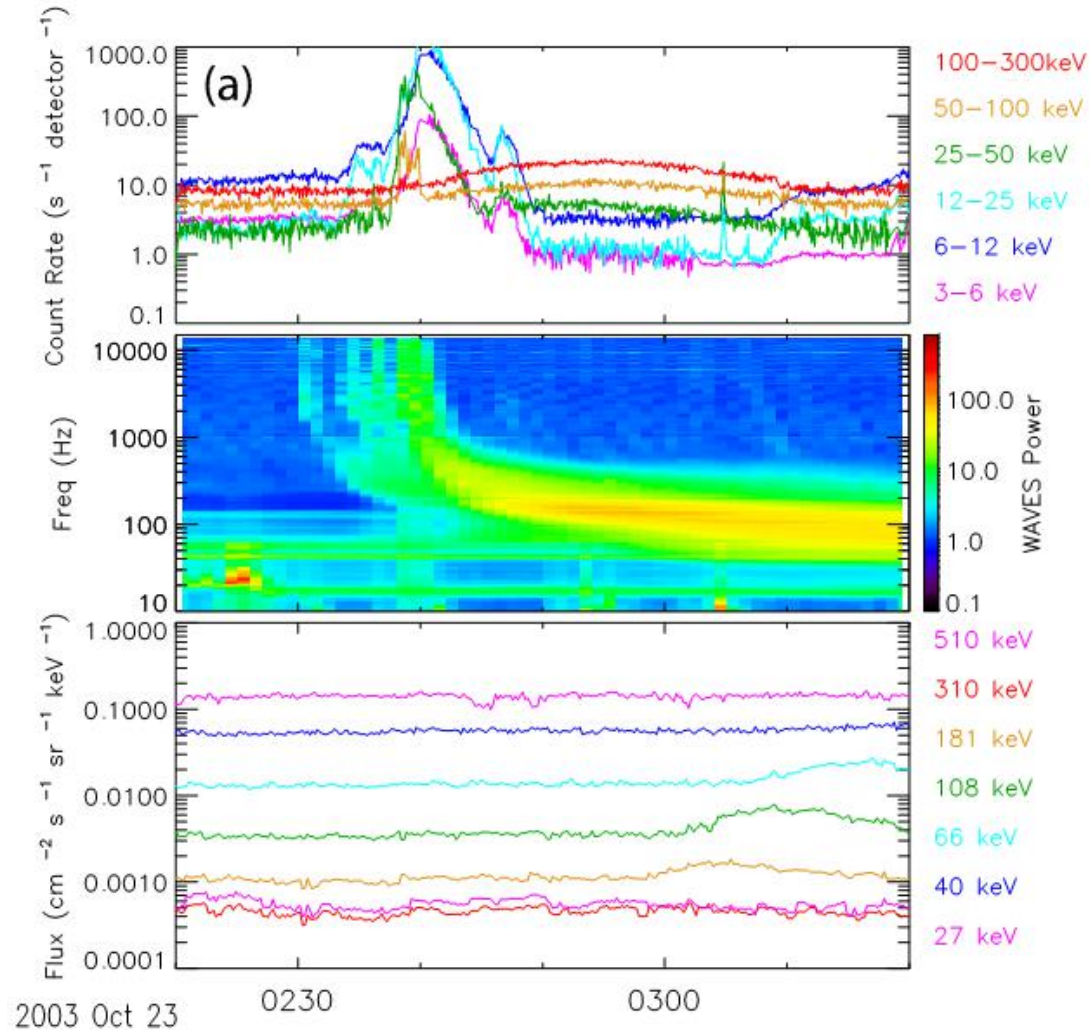 (a)
Count Rate (s ⁻¹ detector ⁻¹)
1000.0
100.0
10.0
1.0
0.1
100−300keV
50−100 keV
25−50 keV
12−25 keV
6−12 keV
3−6 keV
Freq (Hz)
10000
1000
100
10
100.0
10.0
1.0
0.1
WAVES Power
Flux (cm ⁻² s ⁻¹ sr ⁻¹ keV ⁻¹)
1.0000
0.1000
0.0100
0.0010
0.0001
510 keV
310 keV
181 keV
108 keV
66 keV
40 keV
27 keV
0230
0300
2003 Oct 23